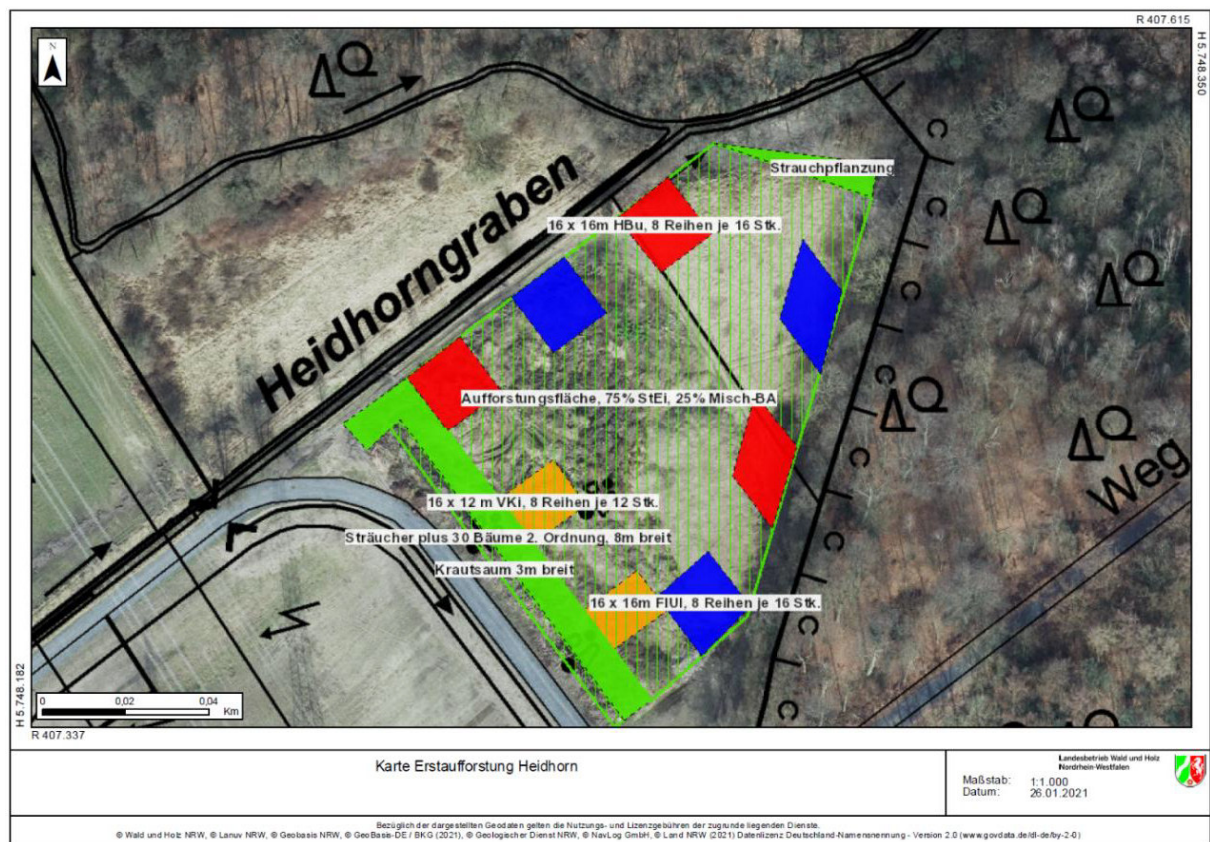 R 407.615
H 5.748.350
N
Heidhorngraben
Strauchpflanzung
16 x 16m HBu, 8 Reihen je 16 Stk.
Aufforstungsfläche, 75% StEi, 25% Misch-BA
Weg
16 x 12 m VKi, 8 Reihen je 12 Stk.
Sträucher plus 30 Bäume 2. Ordnung, 8m breit
Krautsaum 3m breit
16 x 16m FlUl, 8 Reihen je 16 Stk.
H 5.748.182
0 0,02 0,04
Km
R 407.337
Karte Erstaufforstung Heidhorn
Landesbetrieb Wald und Holz
Nordrhein-Westfalen
Maßstab: 1:1.000
Datum: 26.01.2021
Bezüglich der dargestellten Geodaten gelten die Nutzungs- und Lizenzgebühren der zugrunde liegenden Dienste.
© Wald und Holz NRW, © Lanuv NRW, © Geobasis NRW, © GeoBasis-DE / BKG (2021), © Geologischer Dienst NRW, © NavLog GmbH, © Land NRW (2021) Datenlizenz Deutschland-Namensnennung - Version 2.0 (www.govdata.de/dl-de/by-2-0)